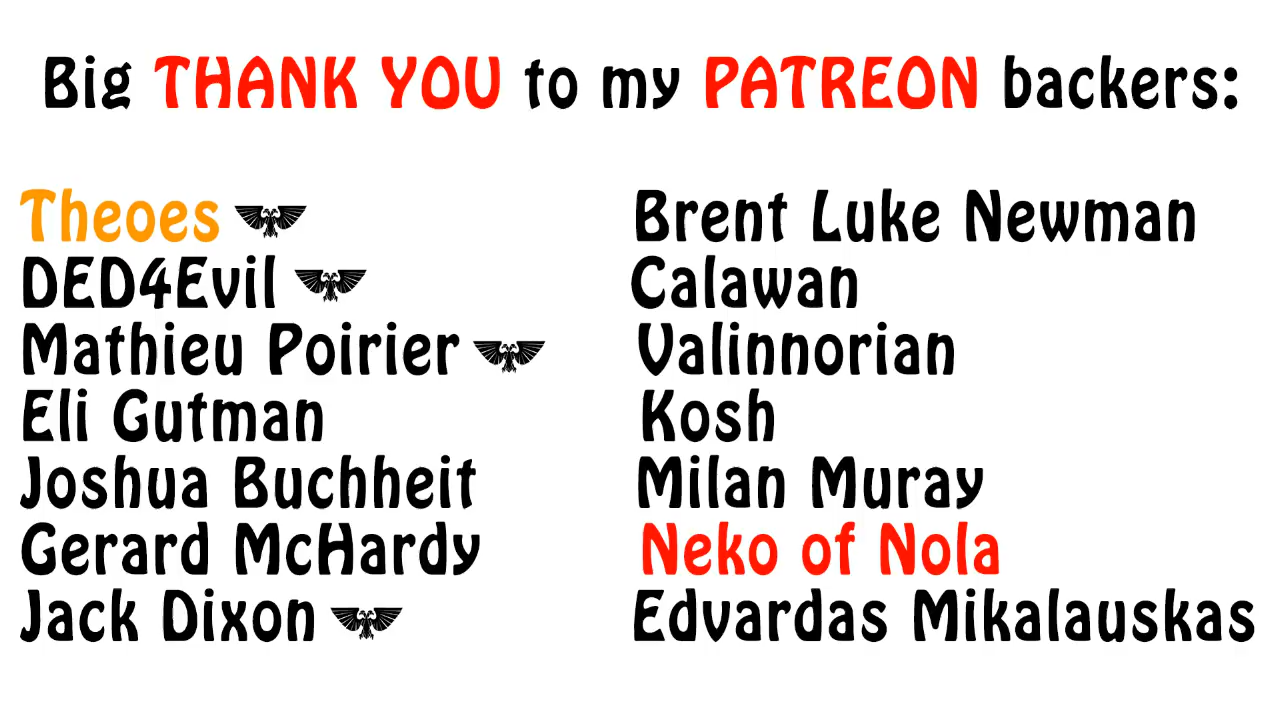 Big THANK YOU to my PATREON backers:
Theoes
DED4Evil
Mathieu Poirier
Eli Gutman
Joshua Buchheit
Gerard McHardy
Jack Dixon
Brent Luke Newman
Calawan
Valinnorian
Kosh
Milan Muray
Neko of Nola
Edvardas Mikalauskas